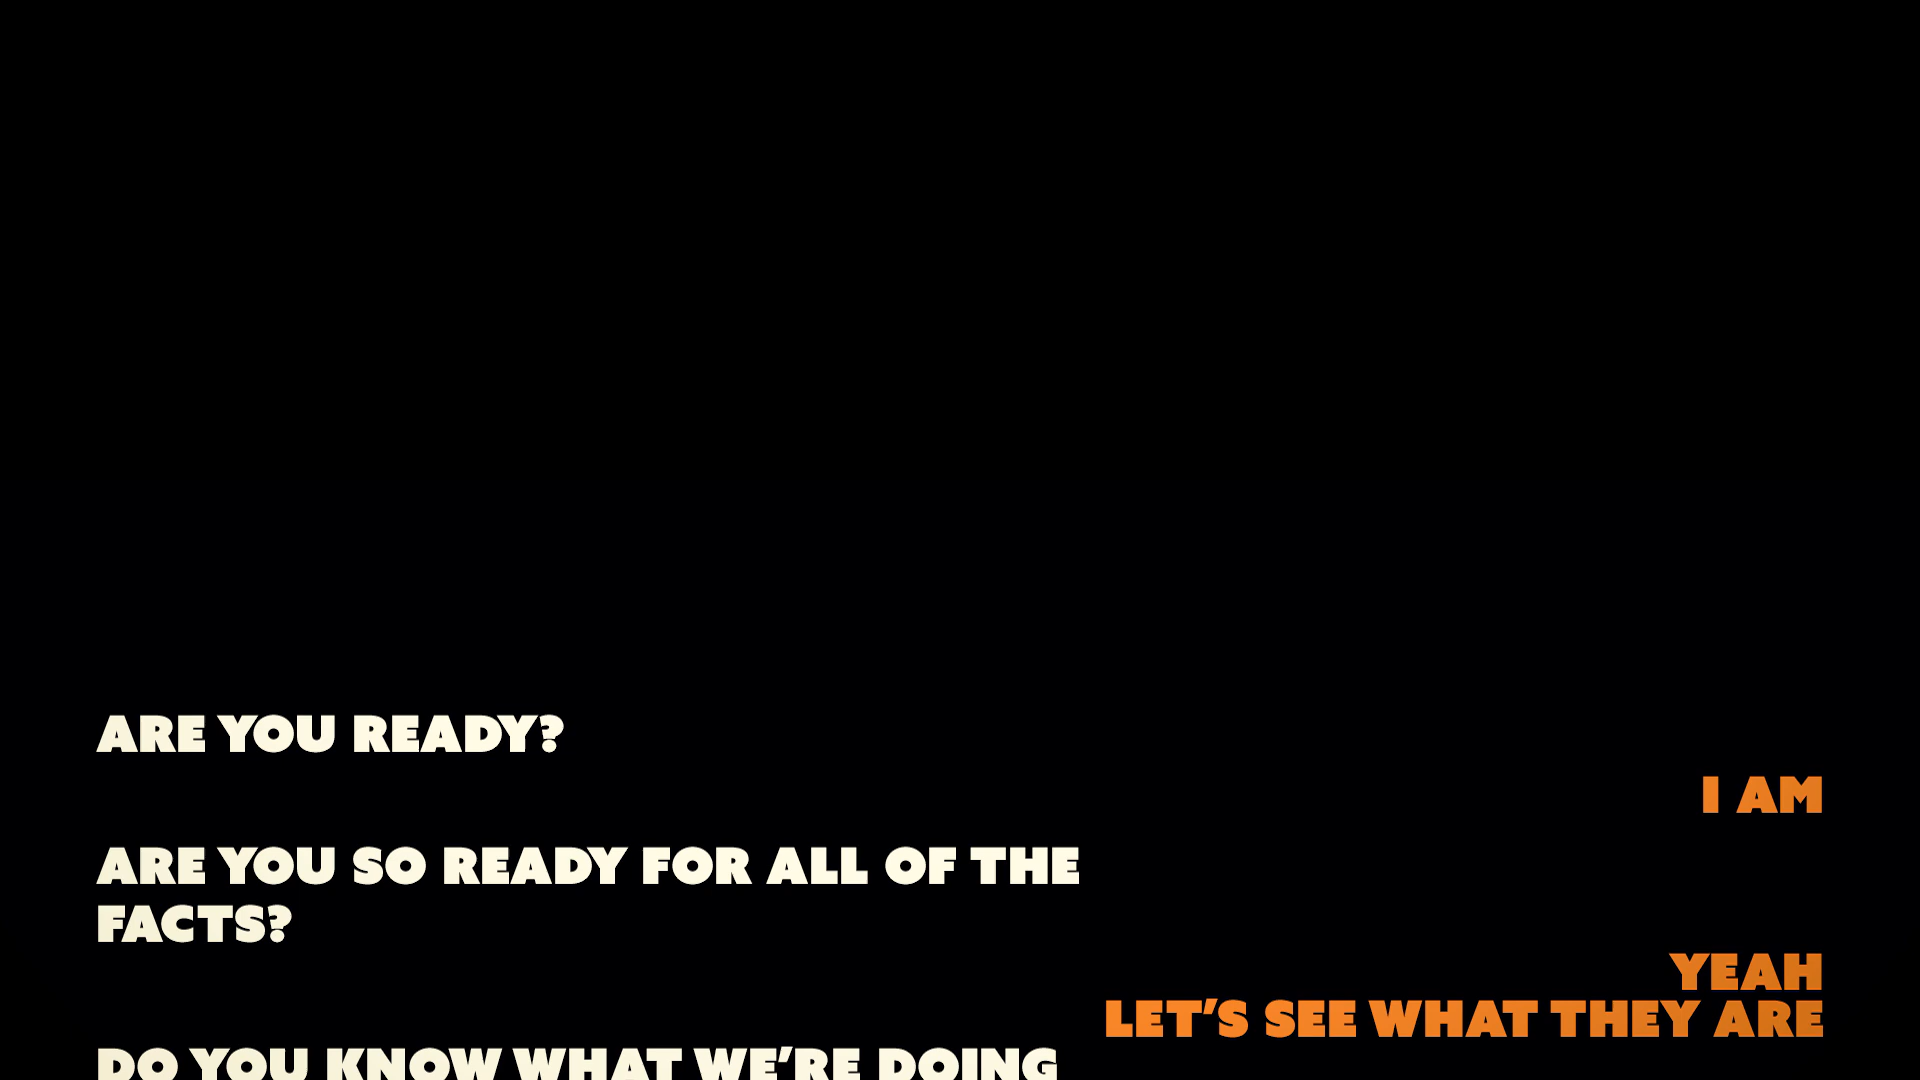 ARE YOU READY?
I AM
ARE YOU SO READY FOR ALL OF THE
FACTS?
YEAH
LET’S SEE WHAT THEY ARE
DO YOU KNOW WHAT WE’RE DOING